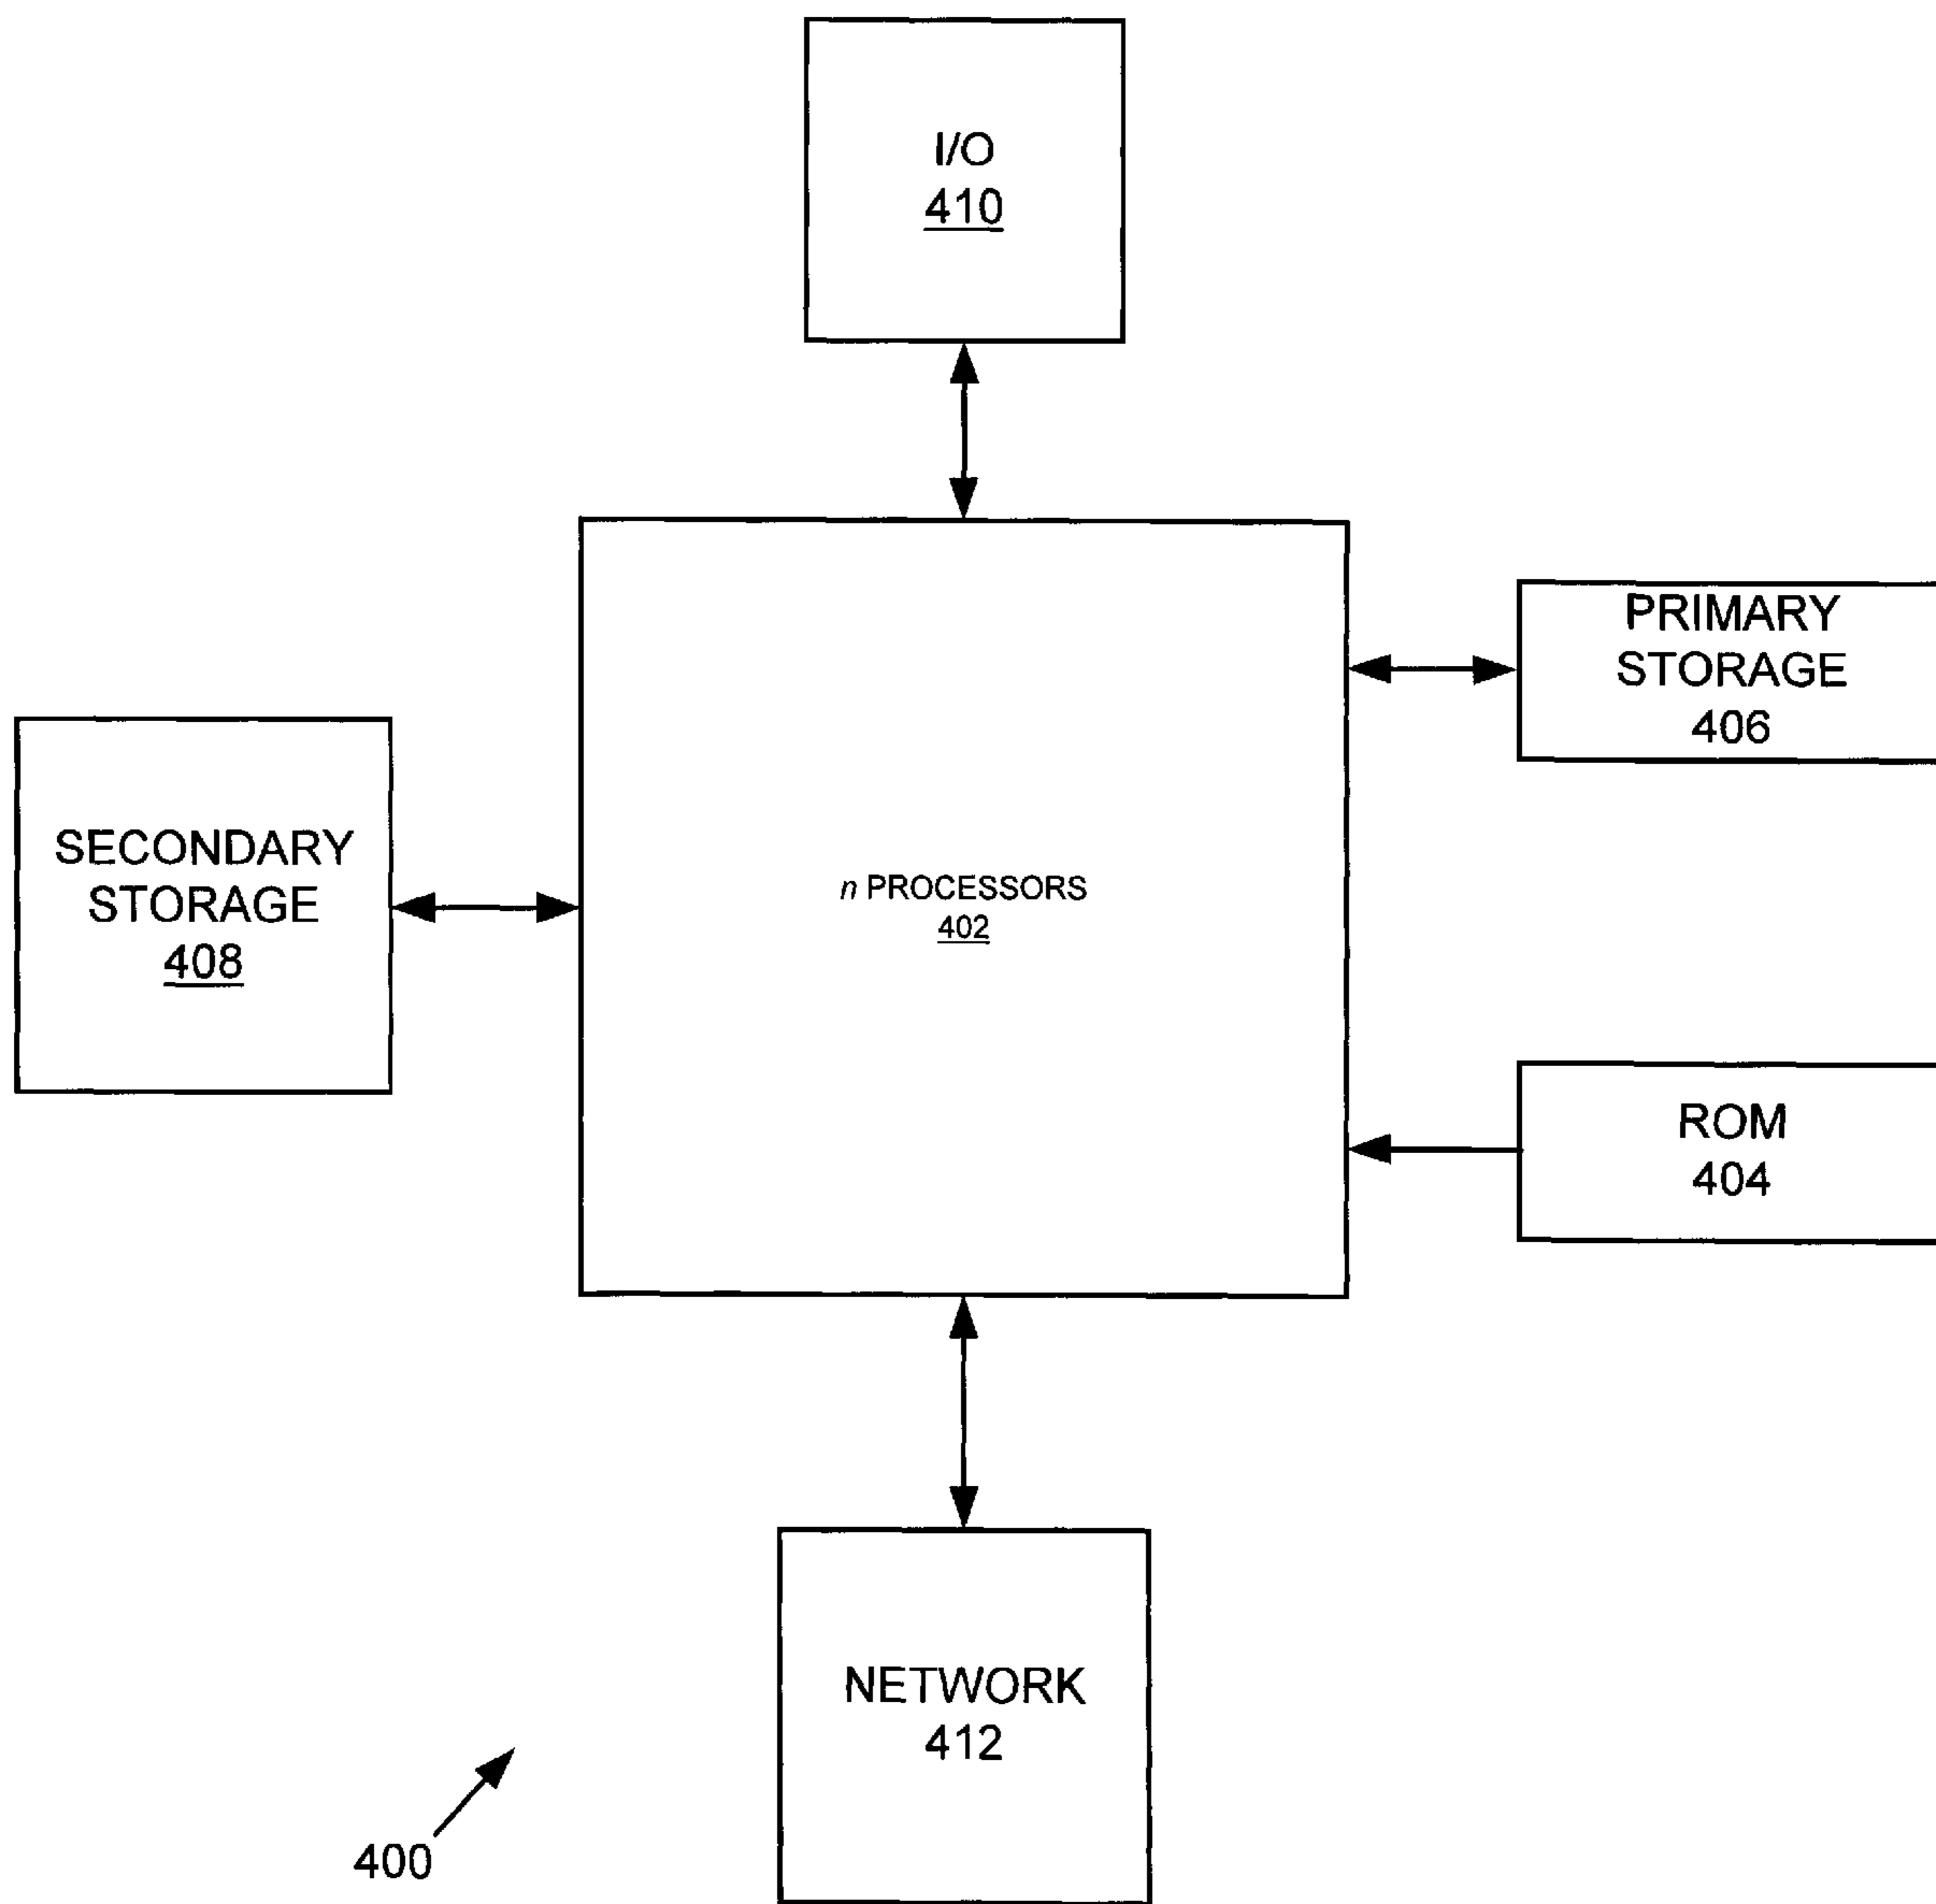 I/O
410
PRIMARY
STORAGE
406
SECONDARY
STORAGE
408
n PROCESSORS
402
ROM
404
NETWORK
412
400